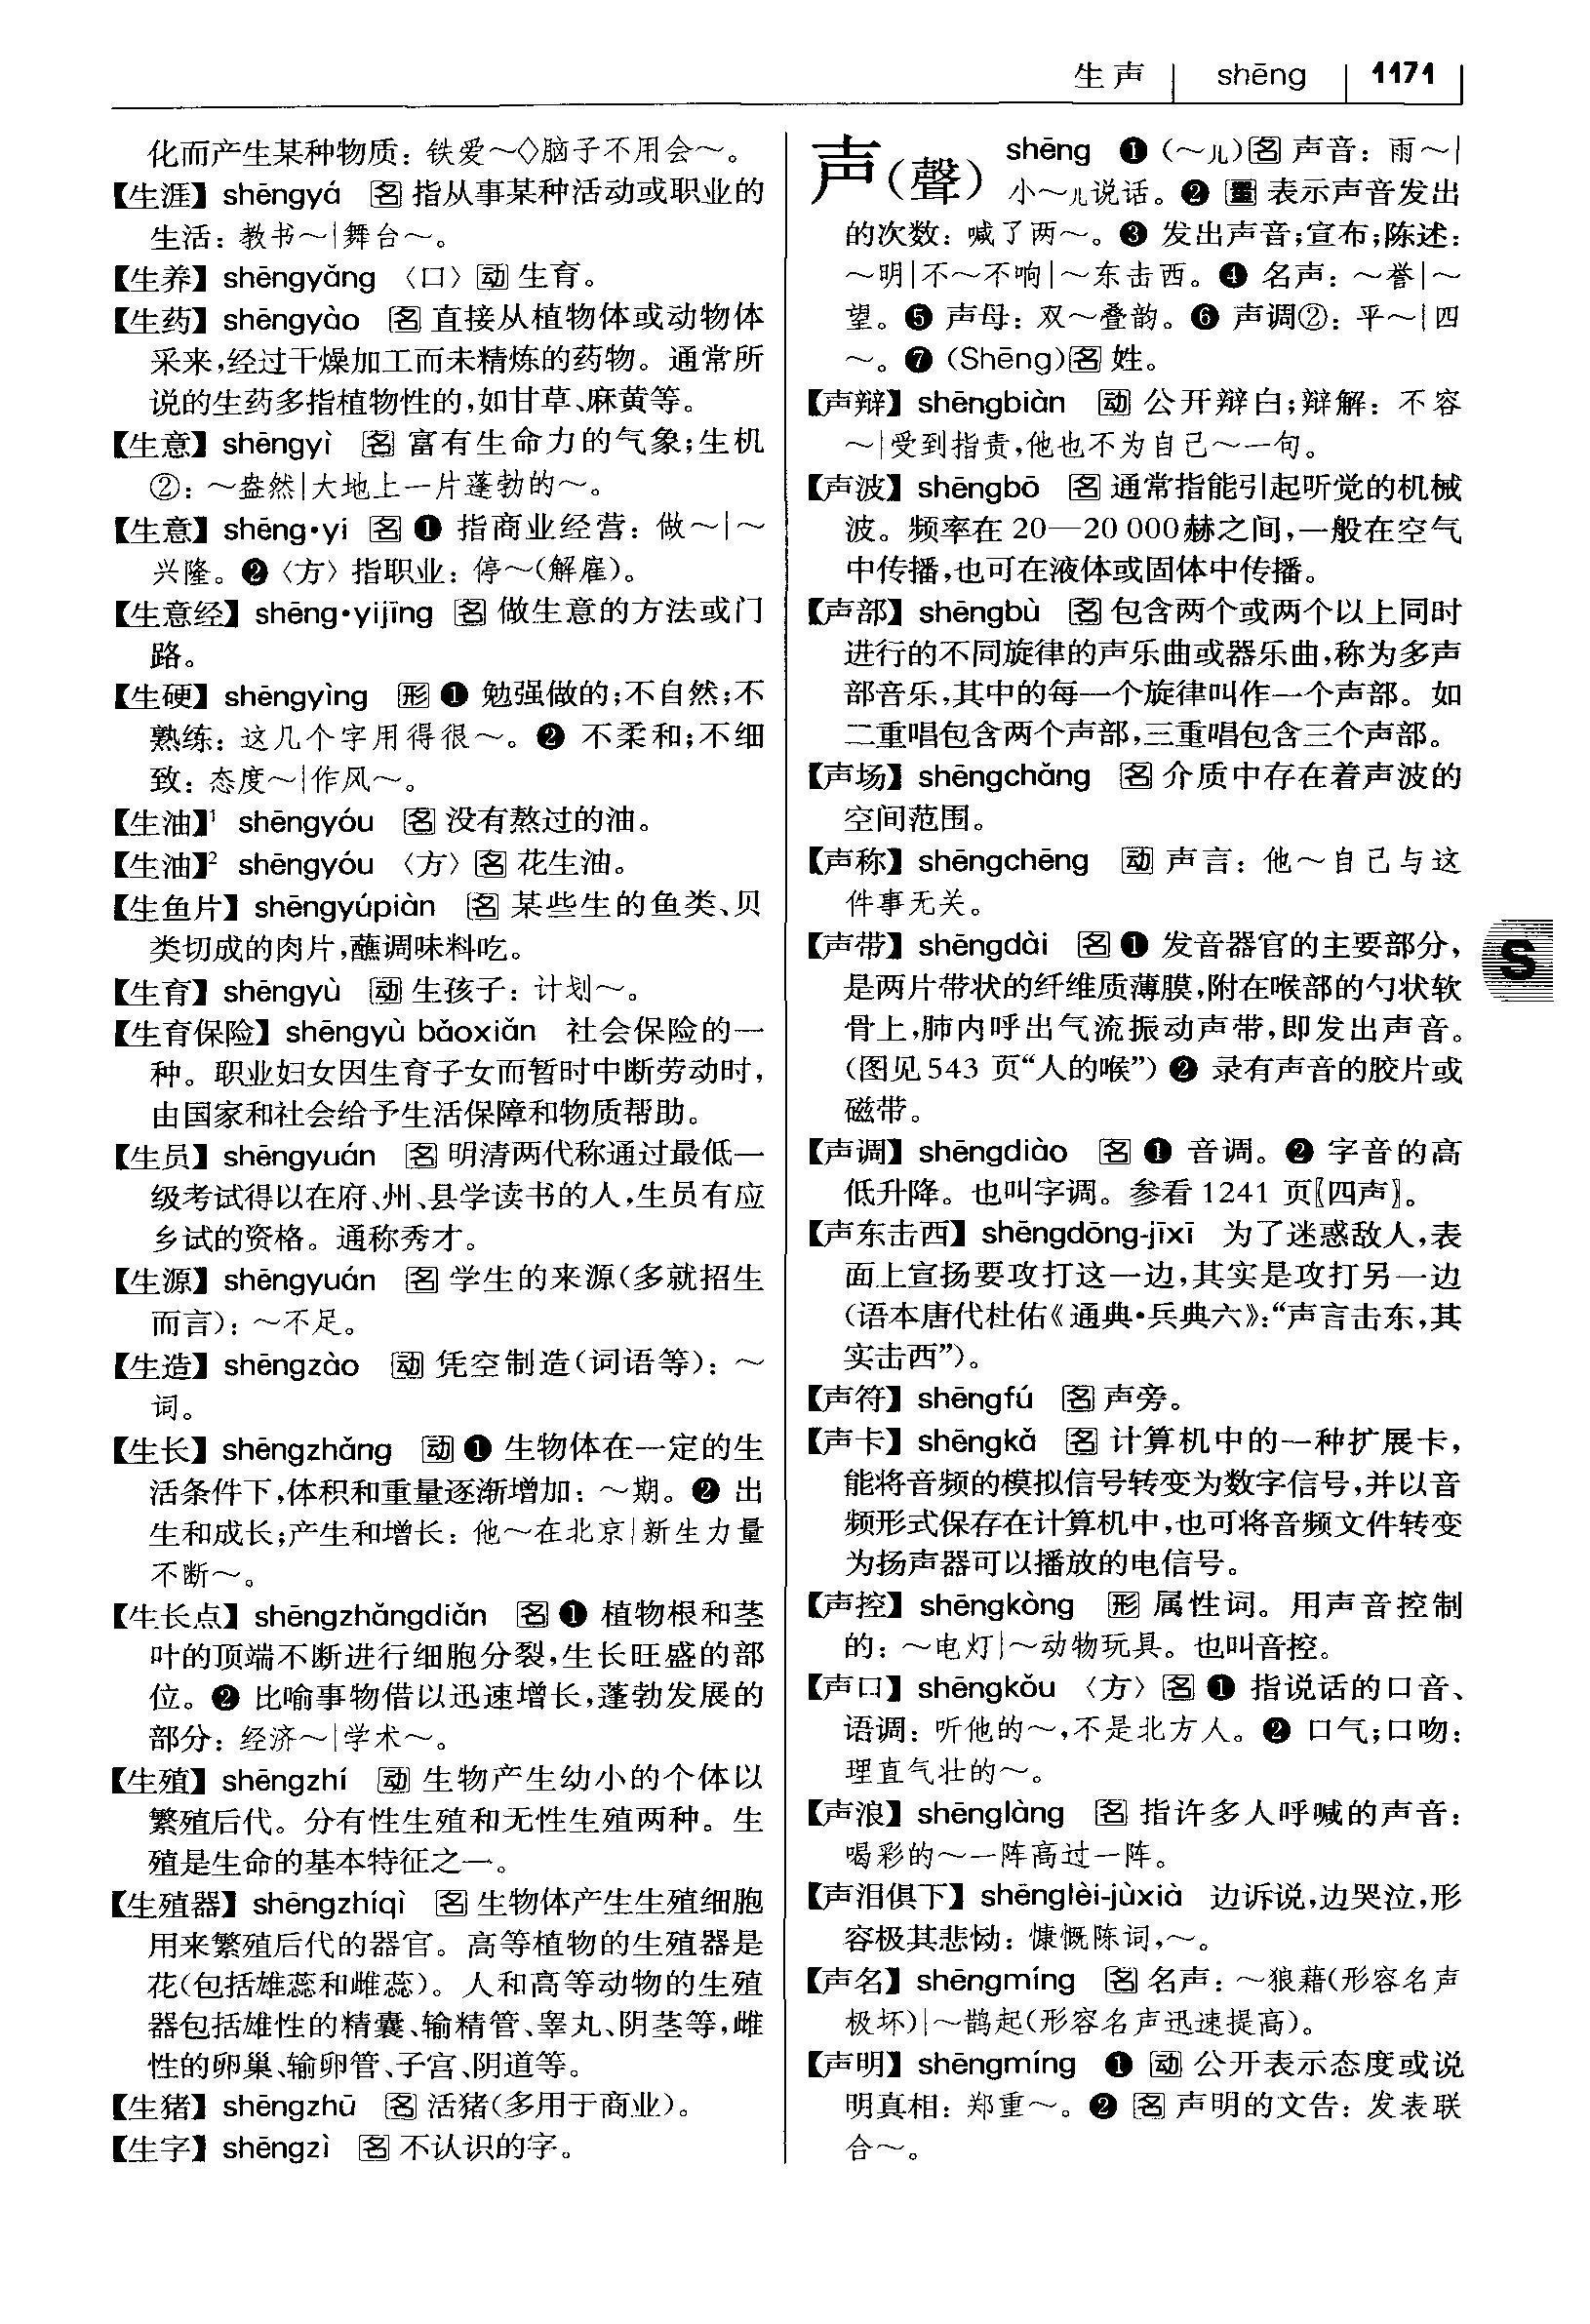 生声 shēng 1171
化而产生某种物质：铁爱～◇脑子不用会～。
【生涯】shēngyá 名 指从事某种活动或职业的
生活：教书～|舞台～。
【生养】shēngyǎng 〈口〉动 生育。
【生药】shēngyào 名 直接从植物体或动物体
采来，经过干燥加工而未精炼的药物。通常所
说的生药多指植物性的，如甘草、麻黄等。
【生意】shēngyì 名 富有生命力的气象；生机
②：～盎然|大地上一片蓬勃的～。
【生意】shēng·yi 名 ❶ 指商业经营：做～|～
兴隆。❷〈方〉指职业：停～(解雇)。
【生意经】shēng·yijīng 名 做生意的方法或门
路。
【生硬】shēngyìng 形 ❶ 勉强做的；不自然；不
熟练：这几个字用得很～。❷ 不柔和；不细
致：态度～|作风～。
【生油】¹ shēngyóu 名 没有熬过的油。
【生油】² shēngyóu 〈方〉名 花生油。
【生鱼片】shēngyúpiàn 名 某些生的鱼类、贝
类切成的肉片，蘸调味料吃。
【生育】shēngyù 动 生孩子：计划～。
【生育保险】shēngyù bǎoxiǎn 社会保险的一
种。职业妇女因生育子女而暂时中断劳动时，
由国家和社会给予生活保障和物质帮助。
【生员】shēngyuán 名 明清两代称通过最低一
级考试得以在府、州、县学读书的人，生员有应
乡试的资格。通称秀才。
【生源】shēngyuán 名 学生的来源(多就招生
而言)：～不足。
【生造】shēngzào 动 凭空制造(词语等)：～
词。
【生长】shēngzhǎng 动 ❶ 生物体在一定的生
活条件下，体积和重量逐渐增加：～期。❷ 出
生和成长；产生和增长：他～在北京|新生力量
不断～。
【生长点】shēngzhǎngdiǎn 名 ❶ 植物根和茎
叶的顶端不断进行细胞分裂，生长旺盛的部
位。❷ 比喻事物借以迅速增长，蓬勃发展的
部分：经济～|学术～。
【生殖】shēngzhí 动 生物产生幼小的个体以
繁殖后代。分有性生殖和无性生殖两种。生
殖是生命的基本特征之一。
【生殖器】shēngzhíqì 名 生物体产生生殖细胞
用来繁殖后代的器官。高等植物的生殖器是
花(包括雄蕊和雌蕊)。人和高等动物的生殖
器包括雄性的精囊、输精管、睾丸、阴茎等，雌
性的卵巢、输卵管、子宫、阴道等。
【生猪】shēngzhū 名 活猪(多用于商业)。
【生字】shēngzì 名 不认识的字。
声(聲) shēng ❶ (～儿)名 声音：雨～|
小～儿说话。❷ 量 表示声音发出
的次数：喊了两～。❸ 发出声音；宣布；陈述：
～明|不～不响|～东击西。❹ 名声：～誉|～
望。❺ 声母：双～叠韵。❻ 声调②：平～|四
～。❼ (Shēng)名 姓。
【声辩】shēngbiàn 动 公开辩白；辩解：不容
～|受到指责，他也不为自己～一句。
【声波】shēngbō 名 通常指能引起听觉的机械
波。频率在 20—20 000赫之间，一般在空气
中传播，也可在液体或固体中传播。
【声部】shēngbù 名 包含两个或两个以上同时
进行的不同旋律的声乐曲或器乐曲，称为多声
部音乐，其中的每一个旋律叫作一个声部。如
二重唱包含两个声部，三重唱包含三个声部。
【声场】shēngchǎng 名 介质中存在着声波的
空间范围。
【声称】shēngchēng 动 声言：他～自己与这
件事无关。
【声带】shēngdài 名 ❶ 发音器官的主要部分，
是两片带状的纤维质薄膜，附在喉部的勺状软
骨上，肺内呼出气流振动声带，即发出声音。
(图见543 页“人的喉”) ❷ 录有声音的胶片或
磁带。
【声调】shēngdiào 名 ❶ 音调。❷ 字音的高
低升降。也叫字调。参看 1241 页〖四声〗。
【声东击西】shēngdōng-jīxī 为了迷惑敌人，表
面上宣扬要攻打这一边，其实是攻打另一边
(语本唐代杜佑《通典·兵典六》：“声言击东，其
实击西”)。
【声符】shēngfú 名 声旁。
【声卡】shēngkǎ 名 计算机中的一种扩展卡，
能将音频的模拟信号转变为数字信号，并以音
频形式保存在计算机中，也可将音频文件转变
为扬声器可以播放的电信号。
【声控】shēngkòng 形 属性词。用声音控制
的：～电灯|～动物玩具。也叫音控。
【声口】shēngkǒu 〈方〉名 ❶ 指说话的口音、
语调：听他的～，不是北方人。❷ 口气；口吻：
理直气壮的～。
S
【声浪】shēnglàng 名 指许多人呼喊的声音：
喝彩的～一阵高过一阵。
【声泪俱下】shēnglèi-jùxià 边诉说，边哭泣，形
容极其悲恸：慷慨陈词，～。
【声名】shēngmíng 名 名声：～狼藉(形容名声
极坏)|～鹊起(形容名声迅速提高)。
【声明】shēngmíng ❶ 动 公开表示态度或说
明真相：郑重～。❷ 名 声明的文告：发表联
合～。